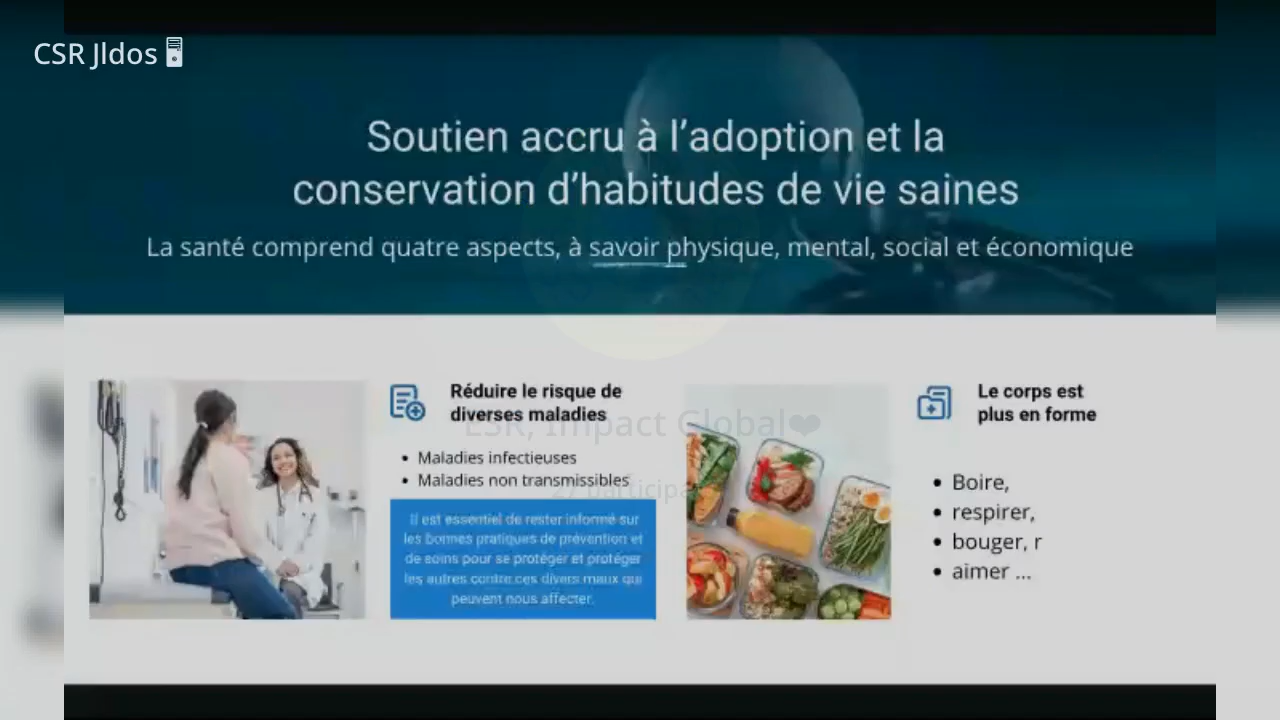 CSR Jldos 🖥
Soutien accru à l’adoption et la
conservation d’habitudes de vie saines
La santé comprend quatre aspects, à savoir physique, mental, social et économique
Réduire le risque de
diverses maladies
• Maladies infectieuses
• Maladies non transmissibles
Il est essentiel de rester informé sur
les bonnes pratiques de prévention et
de soins pour se protéger et protéger
les autres contre ces divers maux qui
peuvent nous affecter.
Le corps est
plus en forme
• Boire,
• respirer,
• bouger, r
• aimer ...
ESR, Impact Global❤